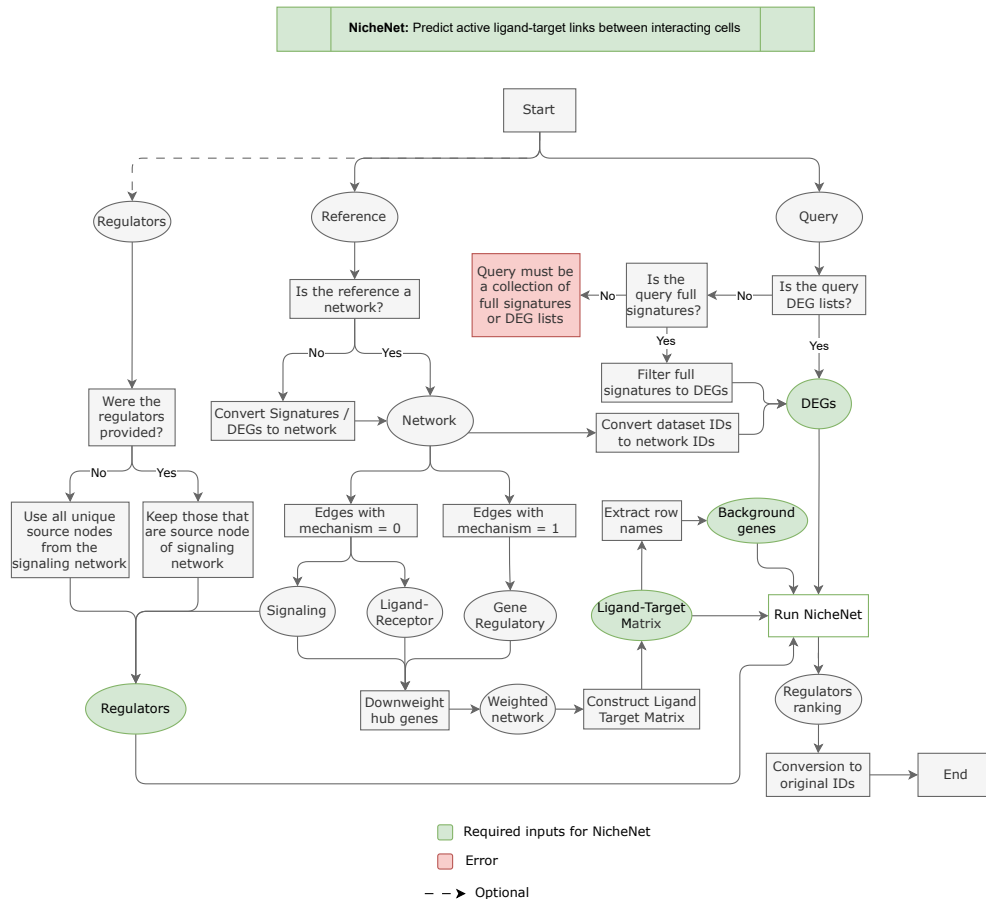 NicheNet: Predict active ligand-target links between interacting cells
Start
Regulators
Reference
Query
Is the reference a
network?
Query must be
a collection of
full signatures
or DEG lists
No
Is the
query full
signatures?
No
Is the query
DEG lists?
Yes
Yes
No
Yes
Filter full
signatures to DEGs
DEGs
Were the
regulators
provided?
Convert Signatures /
DEGs to network
Network
Convert dataset IDs
to network IDs
No
Yes
Use all unique
source nodes
from the
signaling network
Keep those that
are source node
of signaling
network
Edges with
mechanism = 0
Edges with
mechanism = 1
Extract row
names
Background
genes
Signaling
Ligand-
Receptor
Gene
Regulatory
Ligand-Target
Matrix
Run NicheNet
Regulators
Downweight
hub genes
Weighted
network
Construct Ligand
Target Matrix
Regulators
ranking
Conversion to
original IDs
End
Required inputs for NicheNet
Error
Optional